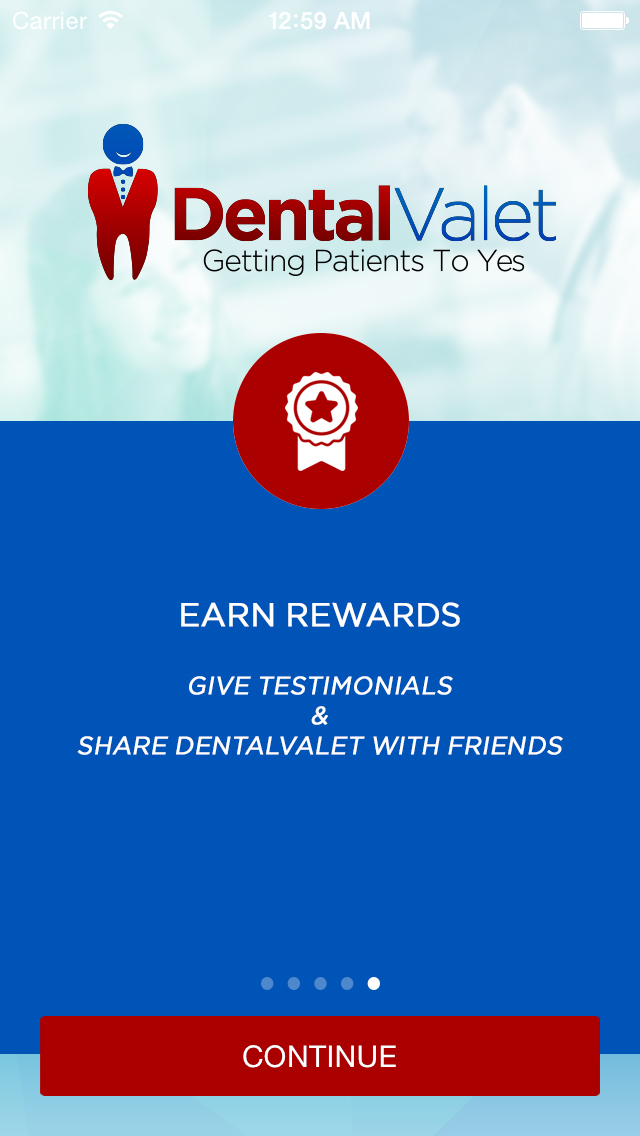 Carrier 12:59 AM
DentalValet
Getting Patients To Yes
EARN REWARDS
GIVE TESTIMONIALS
&
SHARE DENTALVALET WITH FRIENDS
CONTINUE